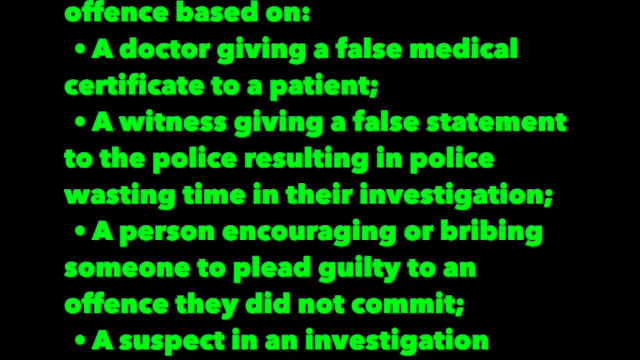 offence based on:
• A doctor giving a false medical
certificate to a patient;
• A witness giving a false statement
to the police resulting in police
wasting time in their investigation;
• A person encouraging or bribing
someone to plead guilty to an
offence they did not commit;
• A suspect in an investigation